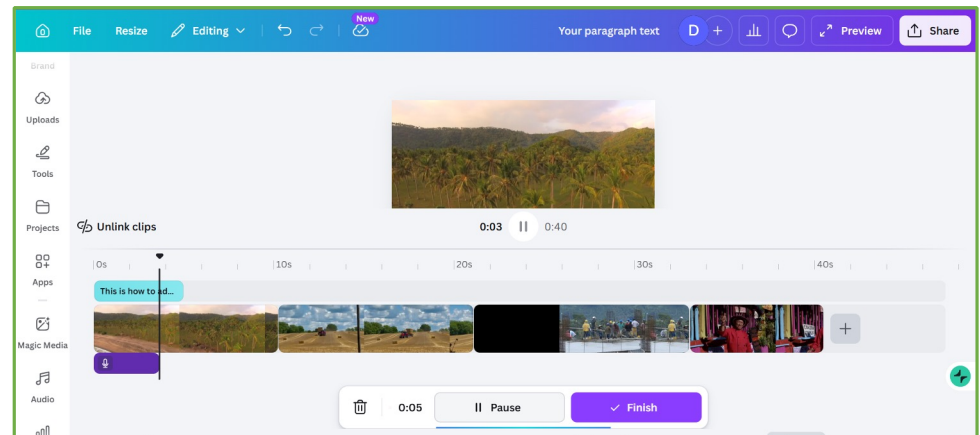 File Resize Editing New Your paragraph text D + Preview Share
Brand
Uploads
Tools
Projects
Apps
Magic Media
Audio
Unlink clips 0:03 0:40
0s 10s 20s 30s 40s
This is how to ad...
+
0:05 Pause Finish